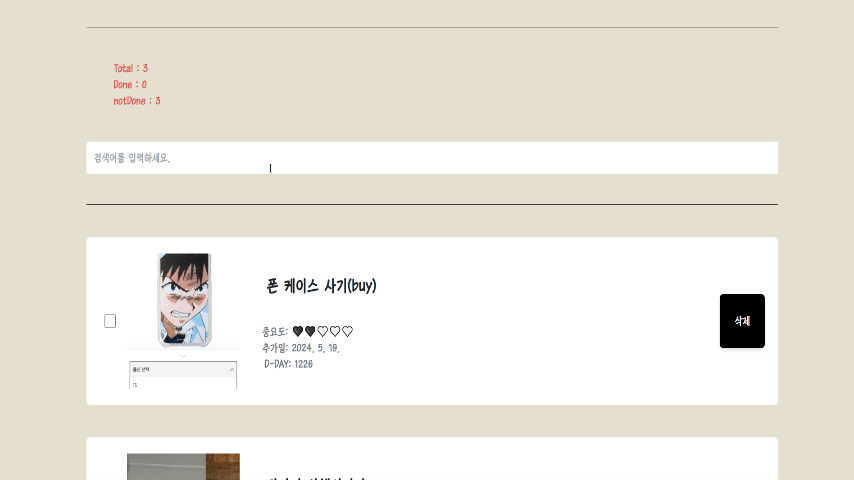 Total : 3
Done : 0
notDone : 3
검색어를 입력하세요.
폰 케이스 사기(buy)
중요도: 🖤🖤♡♡♡
추가일: 2024. 5. 19.
D-DAY: 1226
삭제
옵션 선택
15